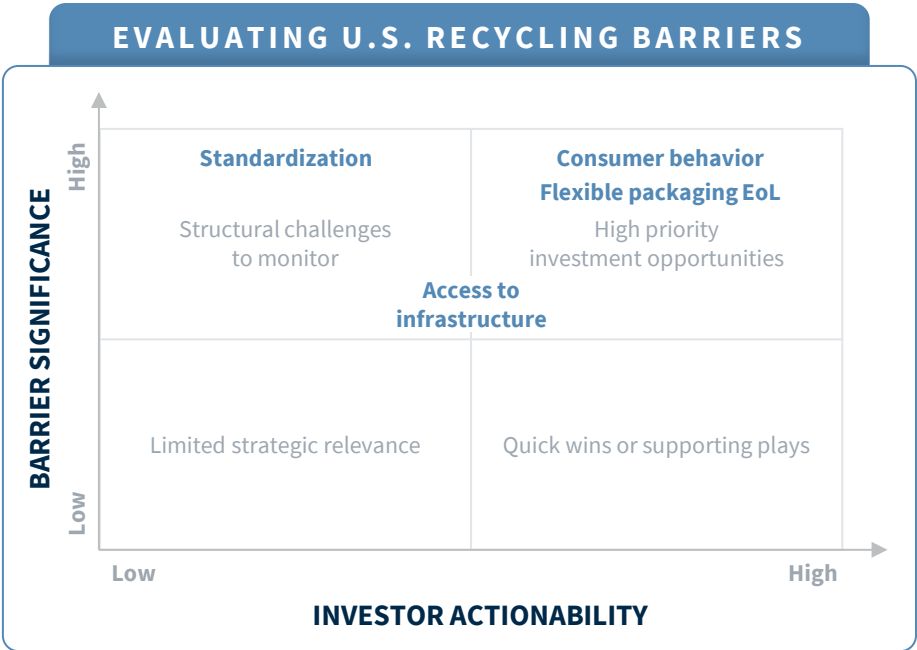 EVALUATING U.S. RECYCLING BARRIERS
BARRIER SIGNIFICANCE
High
Low
Standardization
Structural challenges
to monitor
Consumer behavior
Flexible packaging EoL
High priority
investment opportunities
Access to
infrastructure
Limited strategic relevance
Quick wins or supporting plays
Low
High
INVESTOR ACTIONABILITY